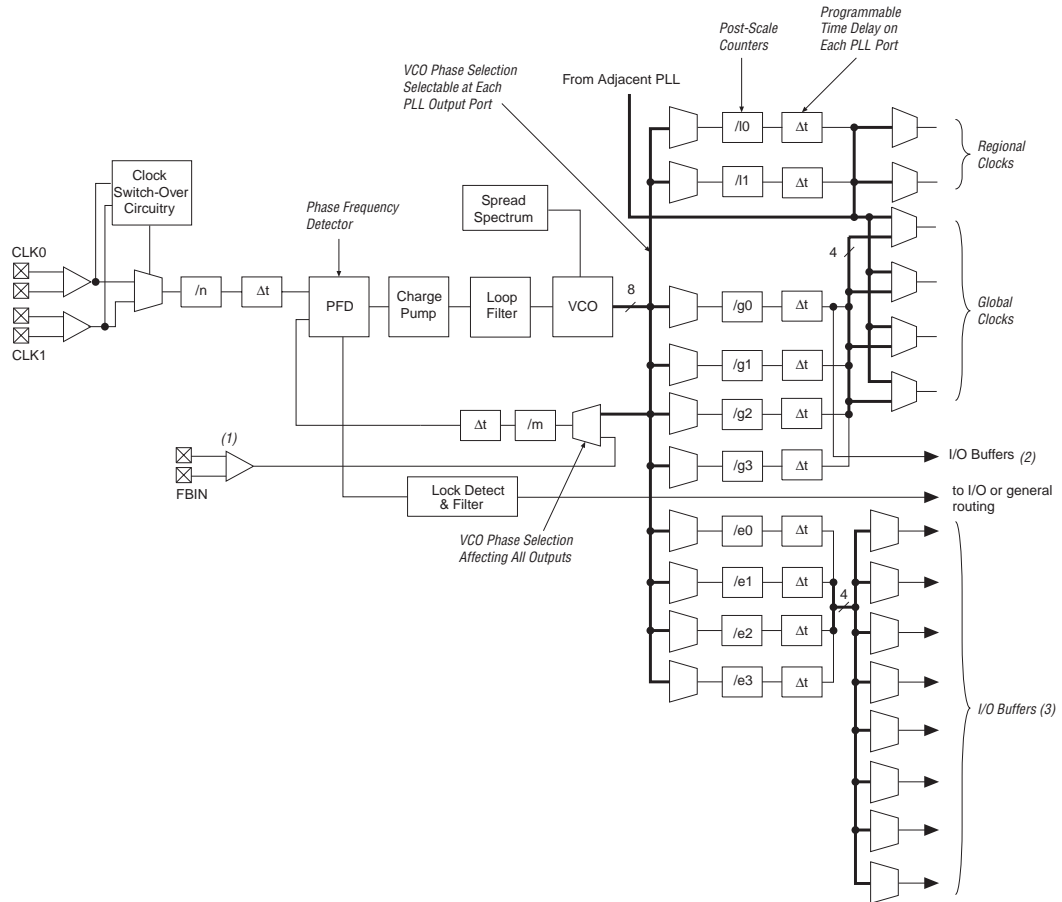 Programmable
Time Delay on
Each PLL Port
Post-Scale
Counters
VCO Phase Selection
Selectable at Each
PLL Output Port
From Adjacent PLL
/l0
Δt
Regional
Clocks
/l1
Δt
Clock
Switch-Over
Circuitry
Phase Frequency
Detector
Spread
Spectrum
CLK0
CLK1
/n
Δt
PFD
Charge
Pump
Loop
Filter
VCO
8
4
/g0
Δt
Global
Clocks
/g1
Δt
/g2
Δt
/g3
Δt
Δt
/m
(1)
FBIN
I/O Buffers (2)
Lock Detect
& Filter
to I/O or general
routing
VCO Phase Selection
Affecting All Outputs
/e0
Δt
/e1
Δt
4
/e2
Δt
/e3
Δt
I/O Buffers (3)